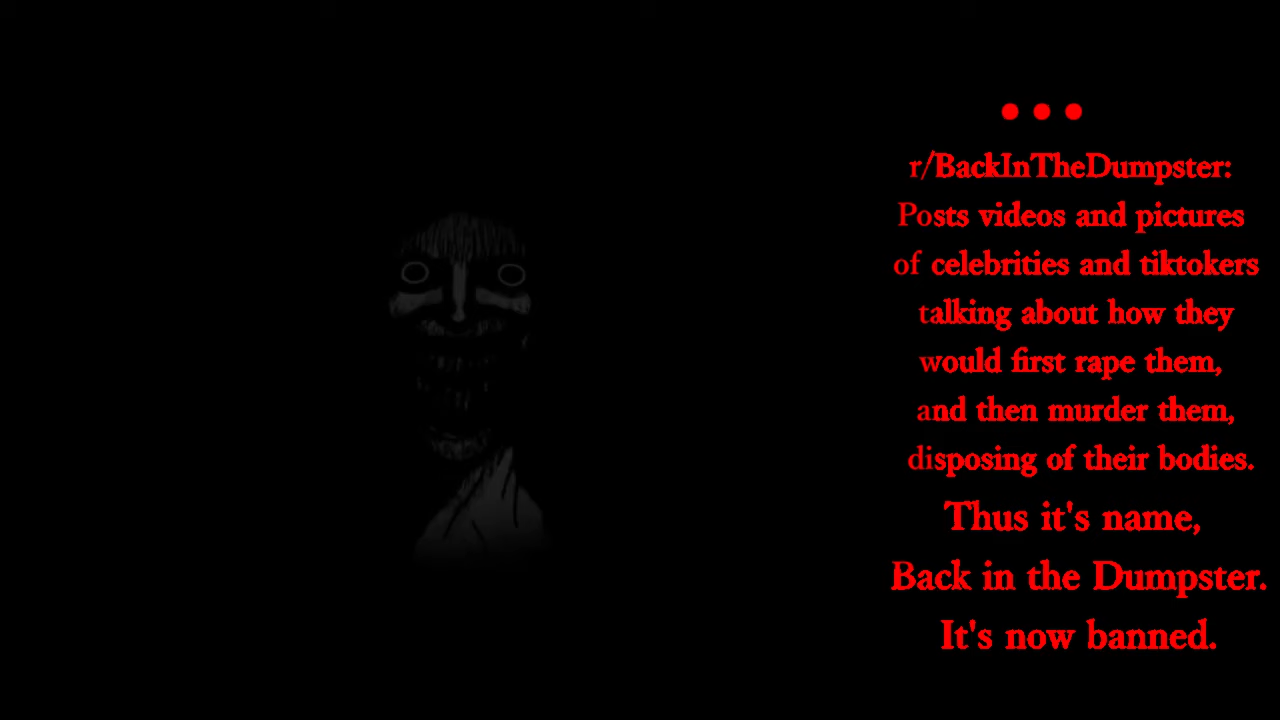 r/BackInTheDumpster:
Posts videos and pictures
of celebrities and tiktokers
talking about how they
would first rape them,
and then murder them,
disposing of their bodies.
Thus it's name,
Back in the Dumpster.
It's now banned.